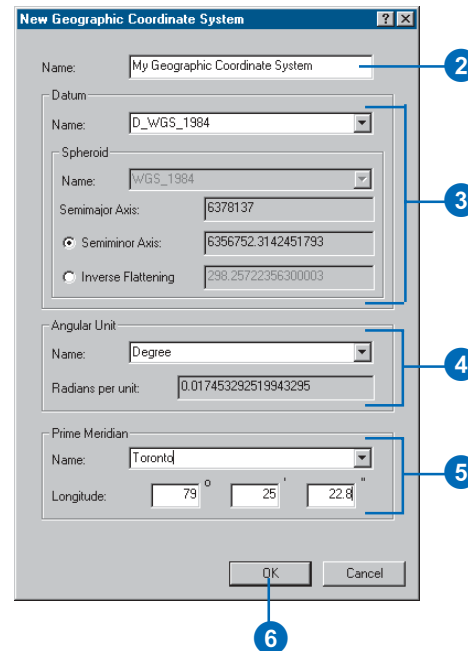 New Geographic Coordinate System
Name: My Geographic Coordinate System 2
Datum
Name: D_WGS_1984
Spheroid
Name: WGS_1984
3
Semimajor Axis: 6378137
Semiminor Axis: 6356752.3142451793
Inverse Flattening 298.25722356300003
Angular Unit
Name: Degree
4
Radians per unit: 0.017453292519943295
Prime Meridian
Name: Toronto
5
Longitude: 79 ° 25 ' 22.8 "
OK Cancel
6